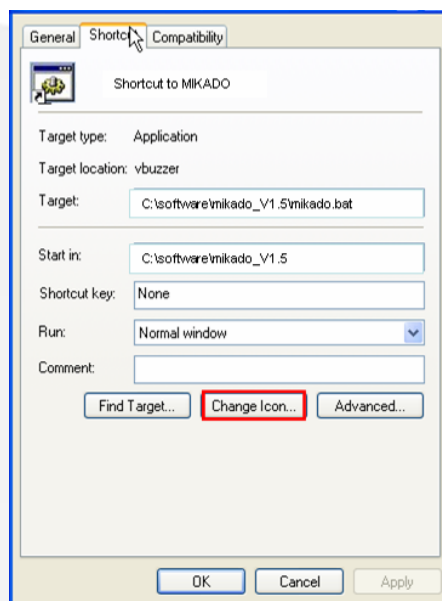 General Shortcut Compatibility
Shortcut to MIKADO
Target type: Application
Target location: vbuzzer
Target: C:\software\mikado_V1.5\mikado.bat
Start in: C:\software\mikado_V1.5
Shortcut key: None
Run: Normal window
Comment:
Find Target... Change Icon... Advanced...
OK Cancel Apply